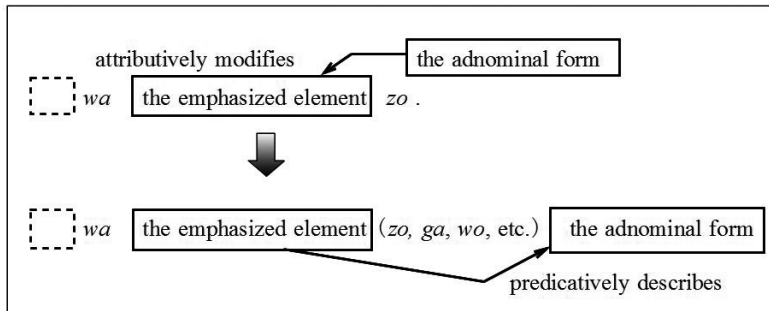 attributively modifies the adnominal form
wa the emphasized element zo .
wa the emphasized element (zo, ga, wo, etc.) the adnominal form
predicatively describes